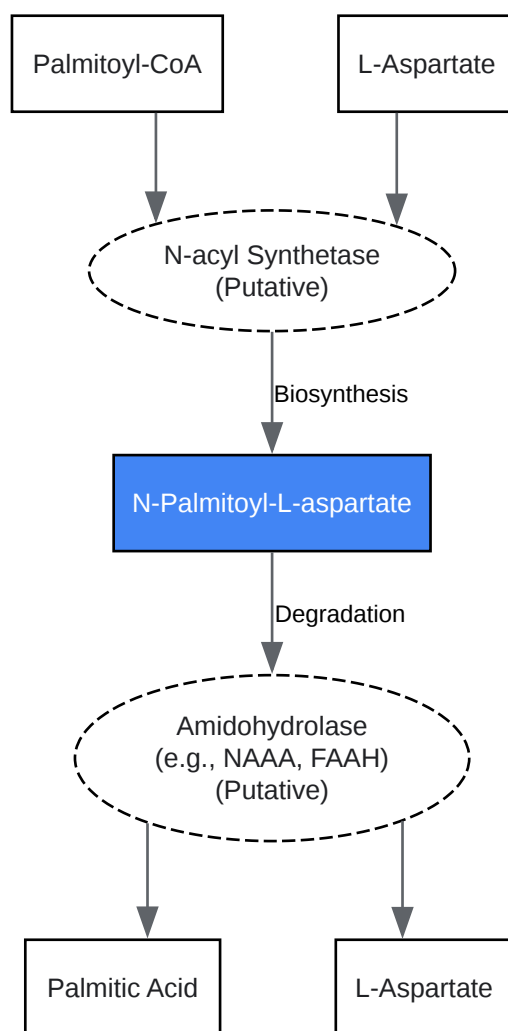 Palmitoyl-CoA
L-Aspartate
N-acyl Synthetase
(Putative)
Biosynthesis
N-Palmitoyl-L-aspartate
Degradation
Amidohydrolase
(e.g., NAAA, FAAH)
(Putative)
Palmitic Acid
L-Aspartate